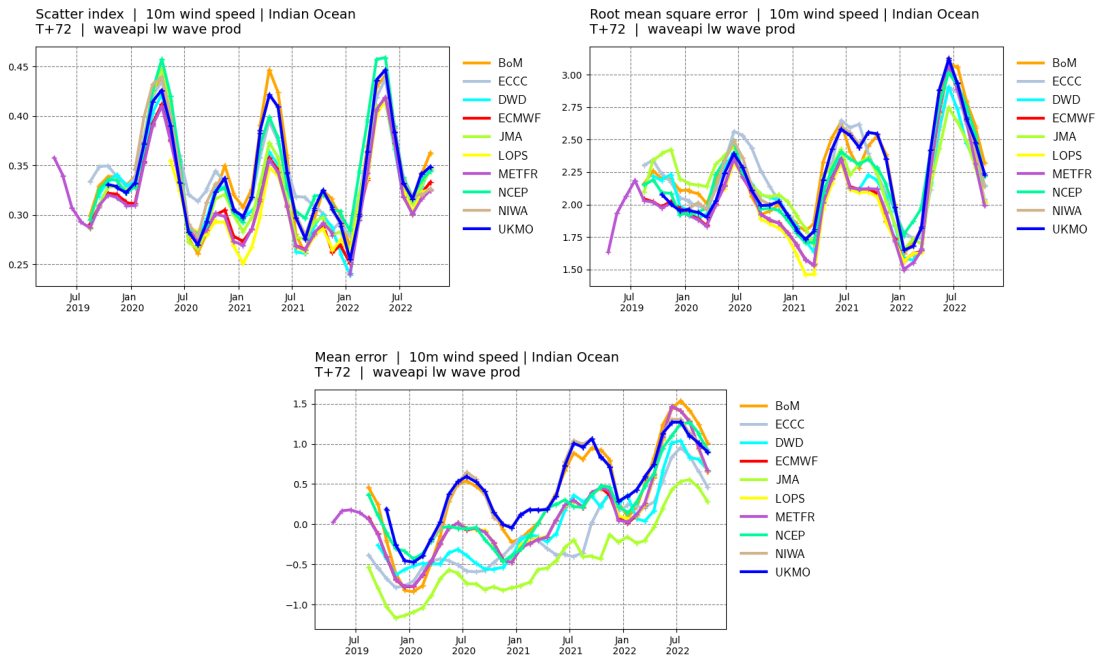 Scatter index | 10m wind speed | Indian Ocean
T+72 | waveapi lw wave prod
0.45
0.40
0.35
0.30
0.25
Jul
2019
Jan
2020
Jul
2020
Jan
2021
Jul
2021
Jan
2022
Jul
2022
BoM
ECCC
DWD
ECMWF
JMA
LOPS
METFR
NCEP
NIWA
UKMO
Root mean square error | 10m wind speed | Indian Ocean
T+72 | waveapi lw wave prod
3.00
2.75
2.50
2.25
2.00
1.75
1.50
Jul
2019
Jan
2020
Jul
2020
Jan
2021
Jul
2021
Jan
2022
Jul
2022
BoM
ECCC
DWD
ECMWF
JMA
LOPS
METFR
NCEP
NIWA
UKMO
Mean error | 10m wind speed | Indian Ocean
T+72 | waveapi lw wave prod
1.5
1.0
0.5
0.0
−0.5
−1.0
Jul
2019
Jan
2020
Jul
2020
Jan
2021
Jul
2021
Jan
2022
Jul
2022
BoM
ECCC
DWD
ECMWF
JMA
LOPS
METFR
NCEP
NIWA
UKMO